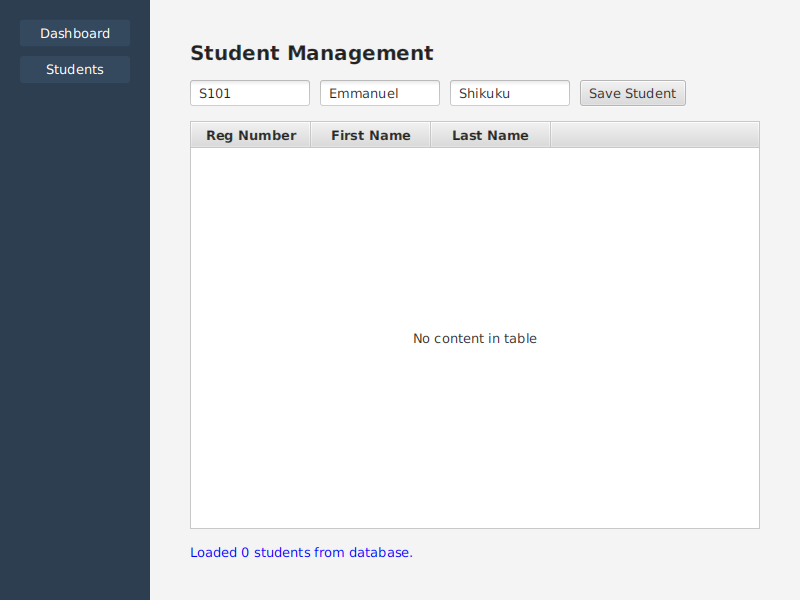 Dashboard
Students
Student Management
S101 Emmanuel Shikuku Save Student
Reg Number First Name Last Name
No content in table
Loaded 0 students from database.